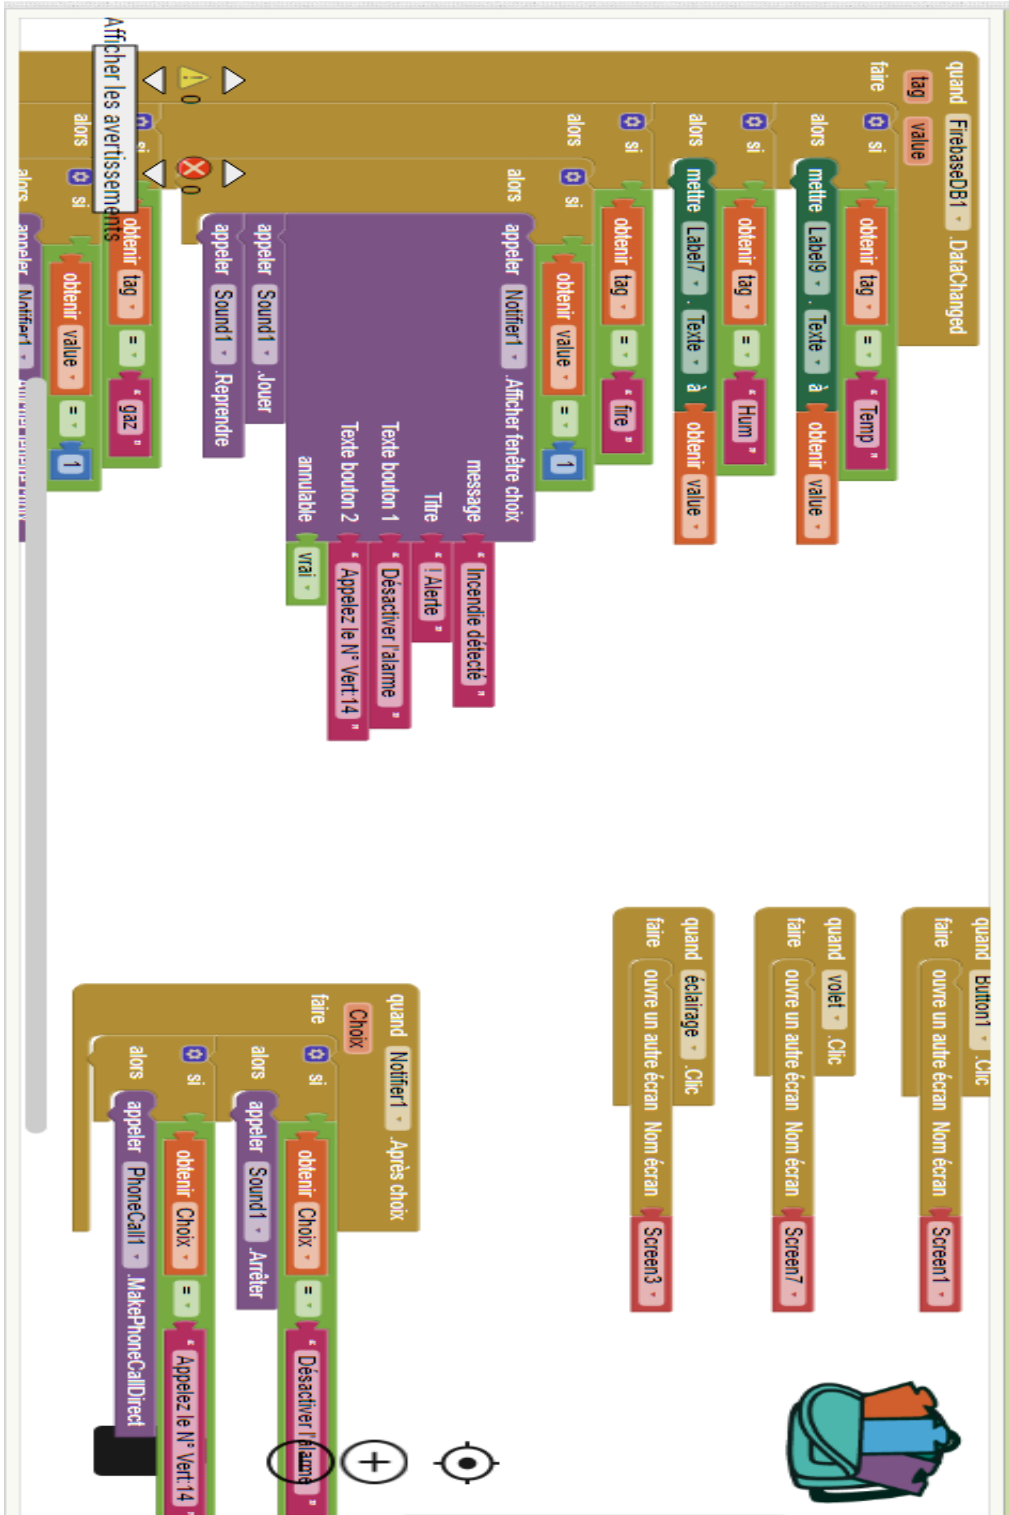 quand FirebaseDB1 .DataChanged
tag value
faire si obtenir tag = " Temp "
alors mettre Label9 . Texte à obtenir value
si obtenir tag = " Hum "
alors mettre Label7 . Texte à obtenir value
si obtenir tag = " fire "
alors si obtenir value = 1
alors appeler Notifier1 .Afficher fenêtre choix
message " Incendie détecté "
Titre " ! Alerte "
Texte bouton 1 " Désactiver l'alarme "
Texte bouton 2 " Appelez le N° Vert:14 "
annulable vrai
appeler Sound1 .Jouer
appeler Sound1 .Reprendre
si obtenir tag = " gaz "
alors si obtenir value = 1
alors appeler Notifier1
0 0
Afficher les avertissements
quand Button1 .Clic
faire ouvre un autre écran Nom écran Screen1
quand volet .Clic
faire ouvre un autre écran Nom écran Screen7
quand éclairage .Clic
faire ouvre un autre écran Nom écran Screen3
quand Notifier1 .Après choix
Choix
faire si obtenir Choix = " Désactiver l'alarme "
alors appeler Sound1 .Arrêter
si obtenir Choix = " Appelez le N° Vert:14 "
alors appeler PhoneCall1 .MakePhoneCallDirect